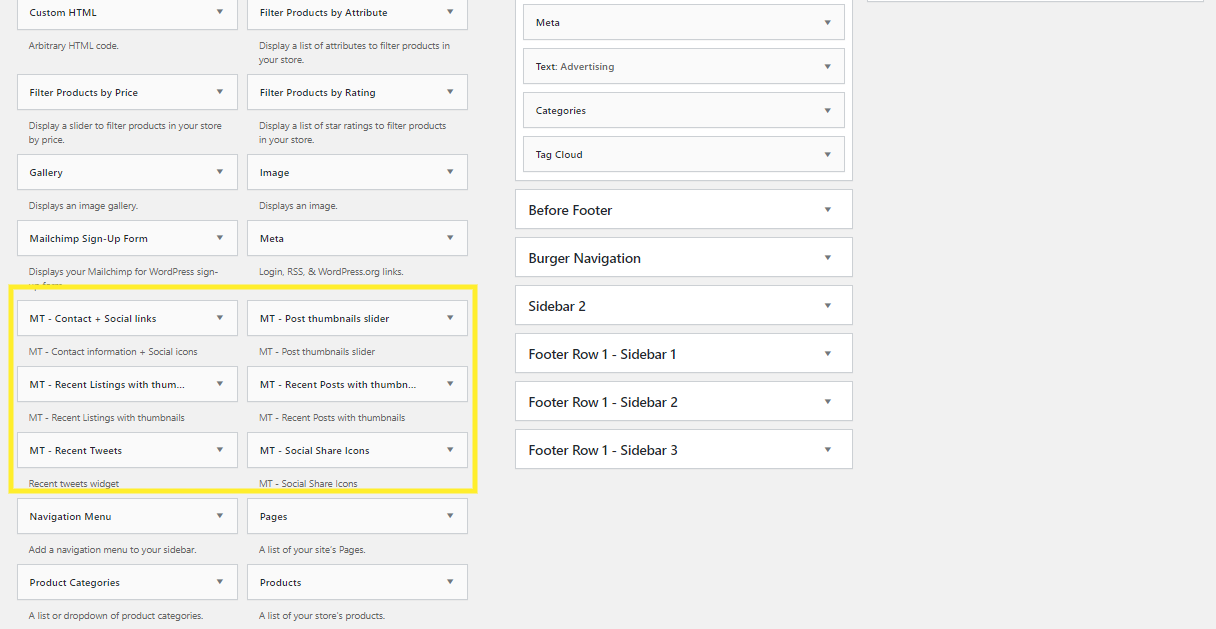 Custom HTML
Filter Products by Attribute
Arbitrary HTML code.
Display a list of attributes to filter products in
your store.
Filter Products by Price
Filter Products by Rating
Display a slider to filter products in your store
by price.
Display a list of star ratings to filter products
in your store.
Gallery
Image
Displays an image gallery.
Displays an image.
Mailchimp Sign-Up Form
Meta
Displays your Mailchimp for WordPress sign-
up form.
Login, RSS, & WordPress.org links.
MT - Contact + Social links
MT - Post thumbnails slider
MT - Contact information + Social icons
MT - Post thumbnails slider
MT - Recent Listings with thum...
MT - Recent Posts with thumbn...
MT - Recent Listings with thumbnails
MT - Recent Posts with thumbnails
MT - Recent Tweets
MT - Social Share Icons
Recent tweets widget
MT - Social Share Icons
Navigation Menu
Pages
Add a navigation menu to your sidebar.
A list of your site's Pages.
Product Categories
Products
A list or dropdown of product categories.
A list of your store's products.
Meta
Text: Advertising
Categories
Tag Cloud
Before Footer
Burger Navigation
Sidebar 2
Footer Row 1 - Sidebar 1
Footer Row 1 - Sidebar 2
Footer Row 1 - Sidebar 3